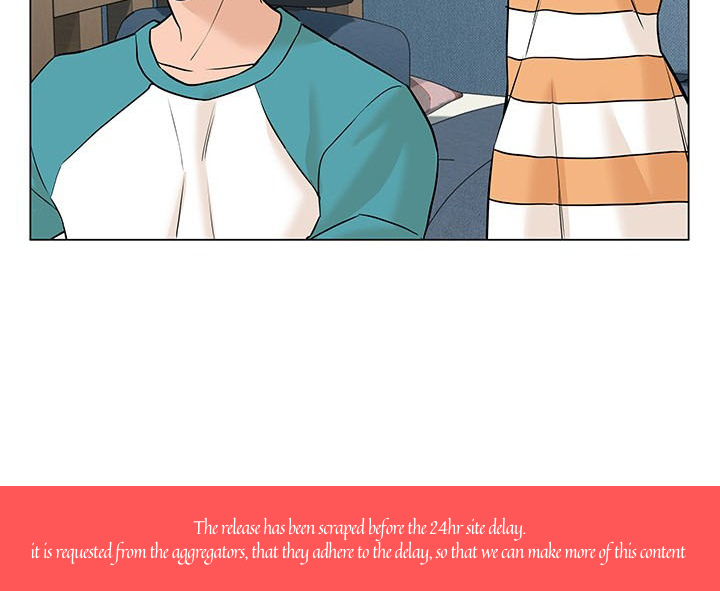 The release has been scraped before the 24hr site delay.
it is requested from the aggregators, that they adhere to the delay, so that we can make more of this content